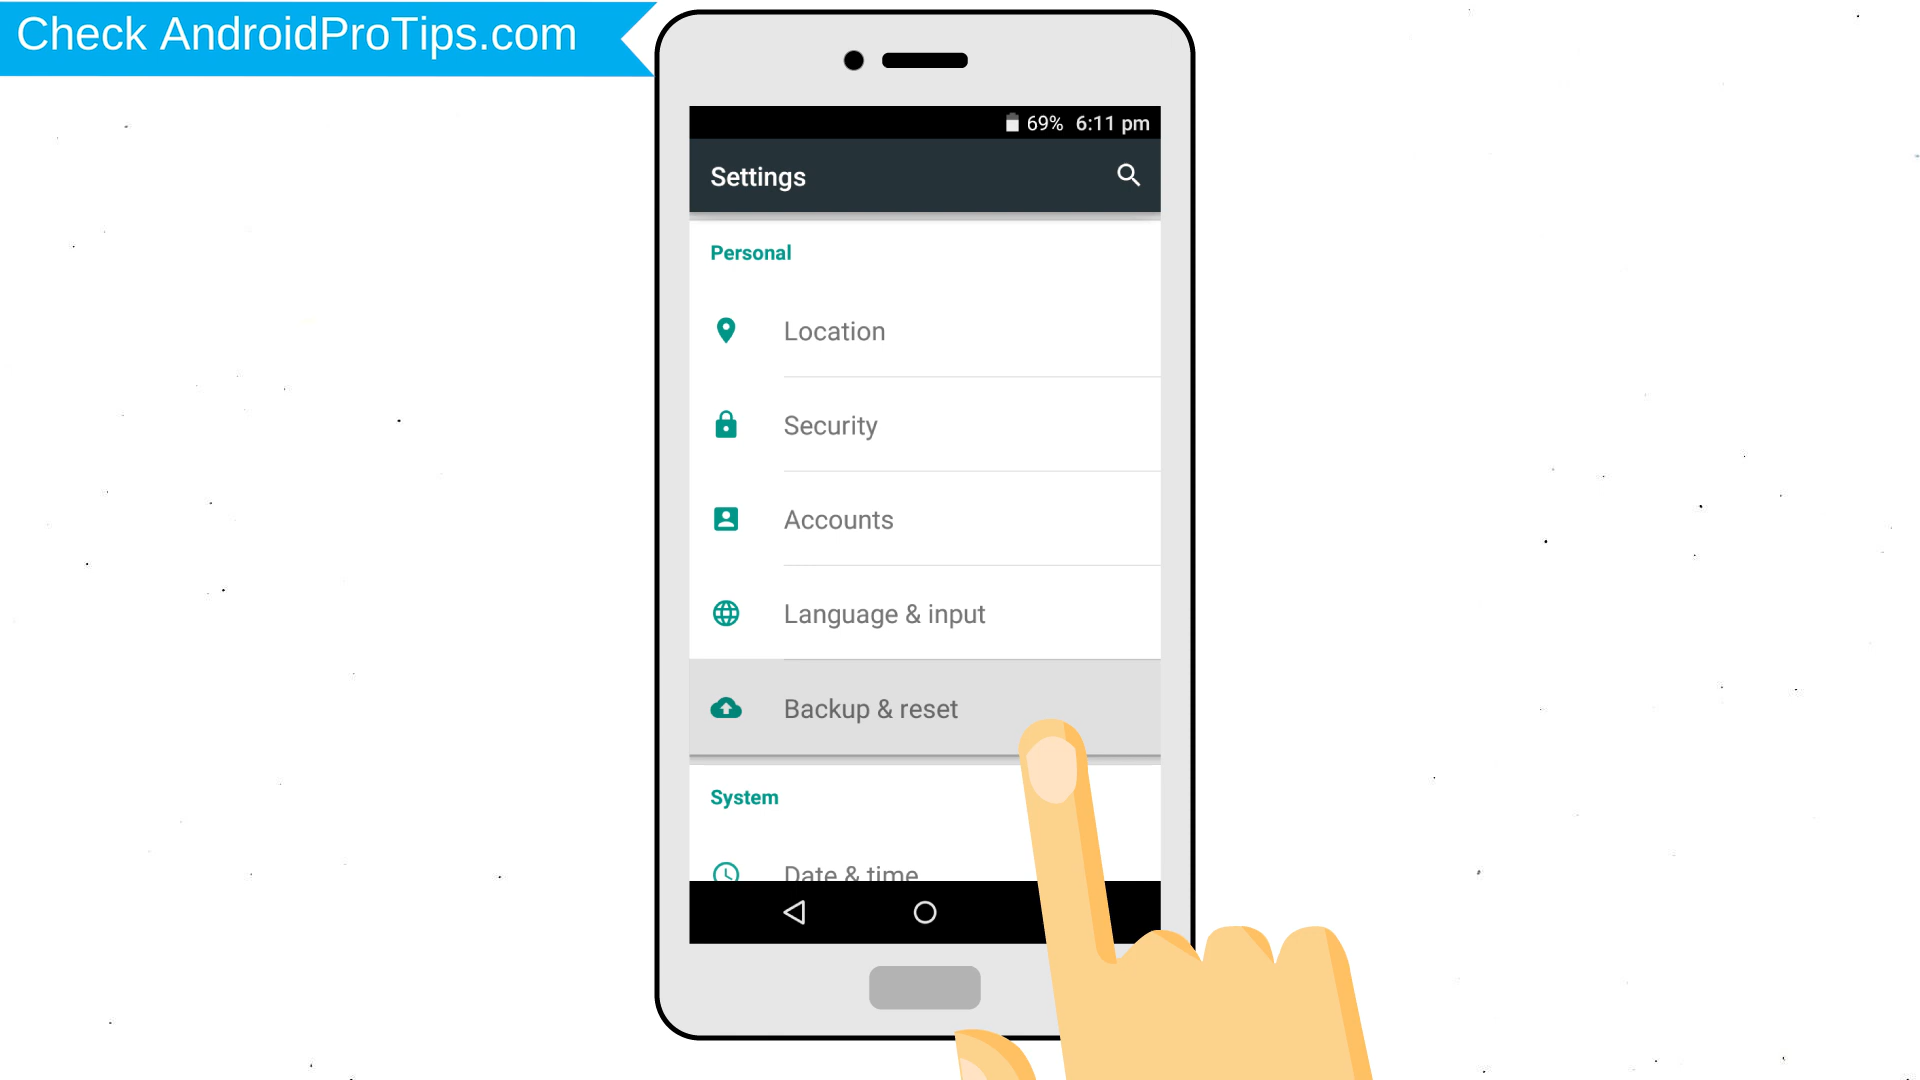 Check AndroidProTips.com
69% 6:11 pm
Settings
Personal
Location
Security
Accounts
Language & input
Backup & reset
System
Date & time